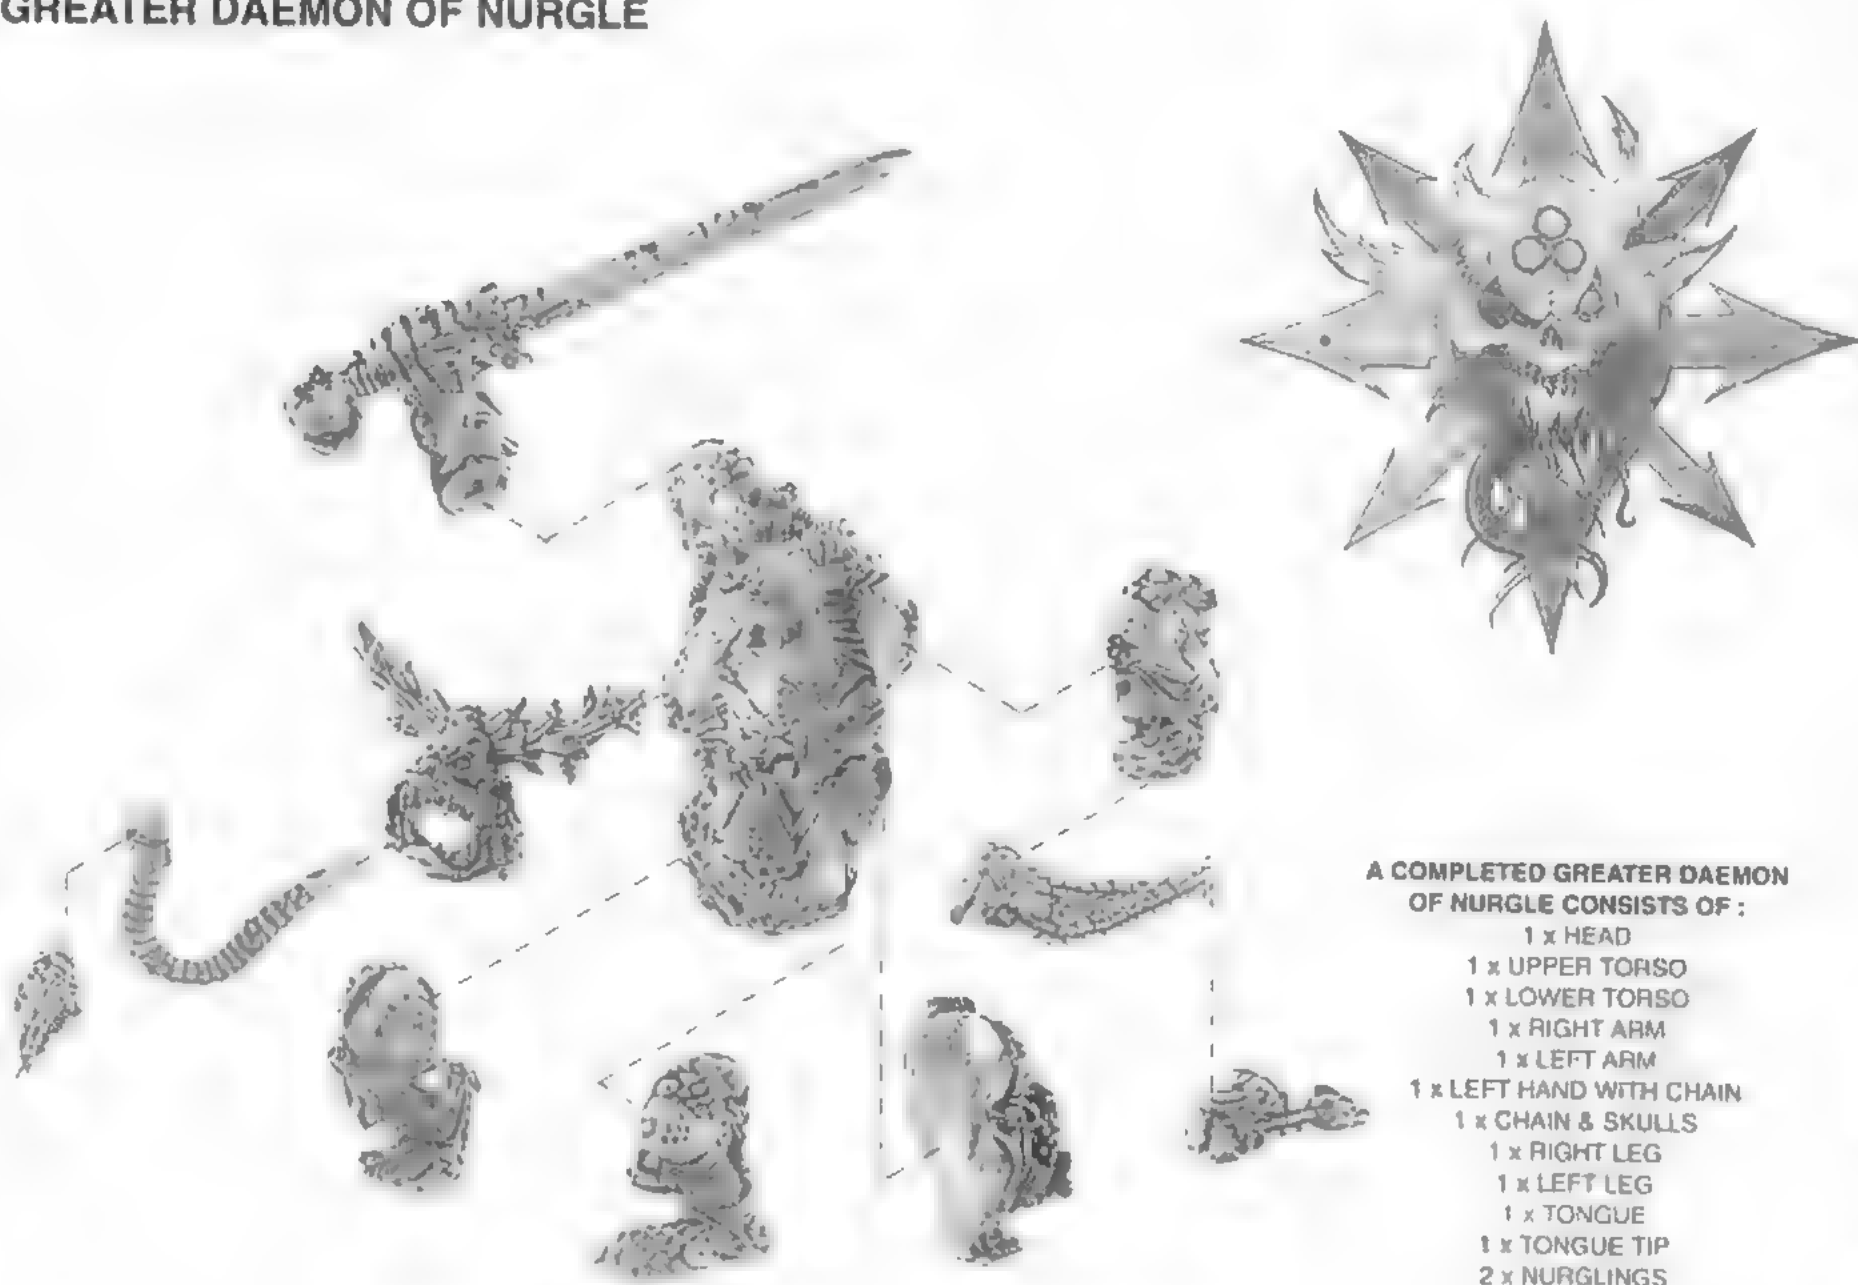 GREATER DAEMON OF NURGLE
A COMPLETED GREATER DAEMON
OF NURGLE CONSISTS OF :
1 x HEAD
1 x UPPER TORSO
1 x LOWER TORSO
1 x RIGHT ARM
1 x LEFT ARM
1 x LEFT HAND WITH CHAIN
1 x CHAIN & SKULLS
1 x RIGHT LEG
1 x LEFT LEG
1 x TONGUE
1 x TONGUE TIP
2 x NURGLINGS